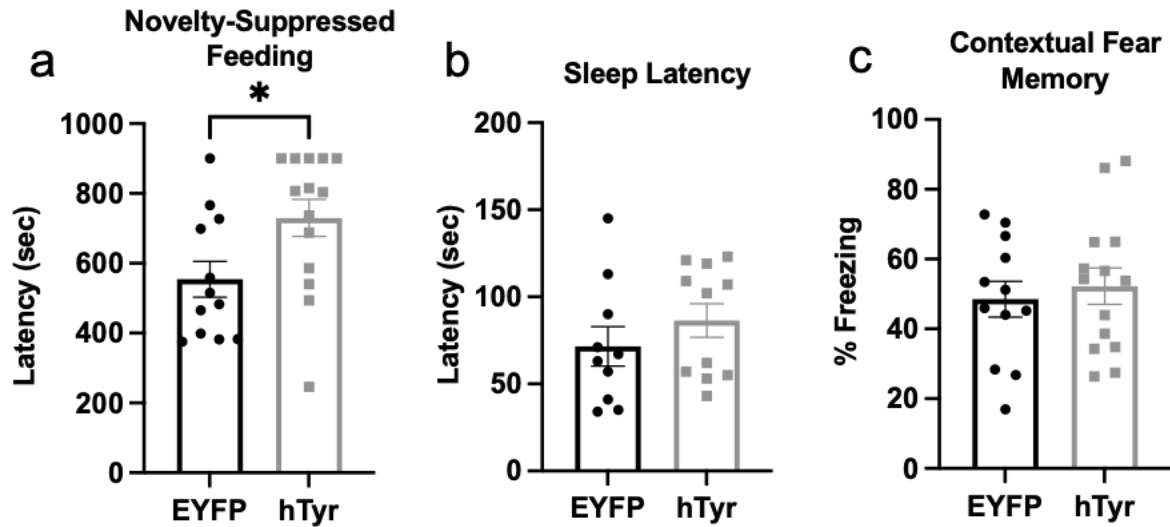 a
Novelty-Suppressed
Feeding
*
Latency (sec)
1000
800
600
400
200
0
EYFP hTyr
b
Sleep Latency
Latency (sec)
200
150
100
50
0
EYFP hTyr
c
Contextual Fear
Memory
% Freezing
100
80
60
40
20
0
EYFP hTyr